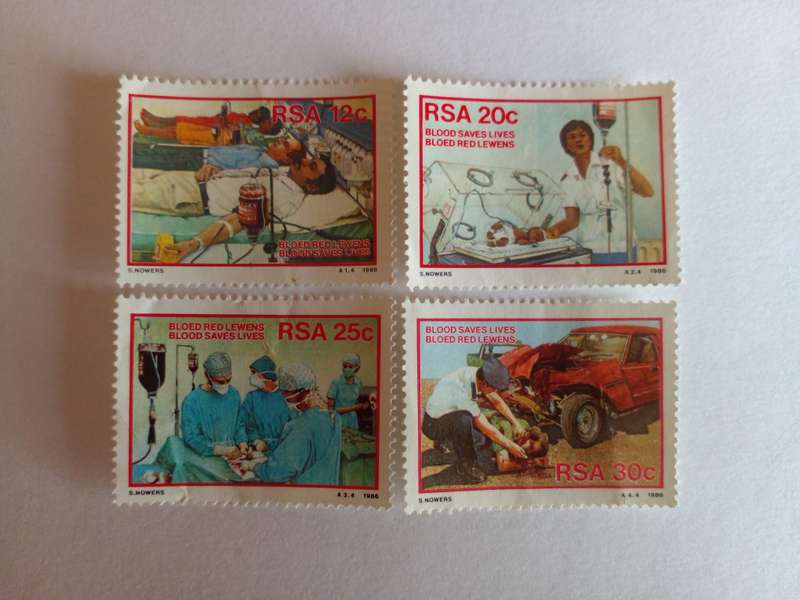 RSA 12c
BLOED RED LEWENS
BLOOD SAVES LIVES
S.NOWERS
A 1.4 1986
RSA 20c
BLOOD SAVES LIVES
BLOED RED LEWENS
S.NOWERS
A 2.4 1986
BLOED RED LEWENS
BLOOD SAVES LIVES
RSA 25c
S.NOWERS
A 3.4 1986
BLOOD SAVES LIVES
BLOED RED LEWENS
RSA 30c
S.NOWERS
A 4.4 1986